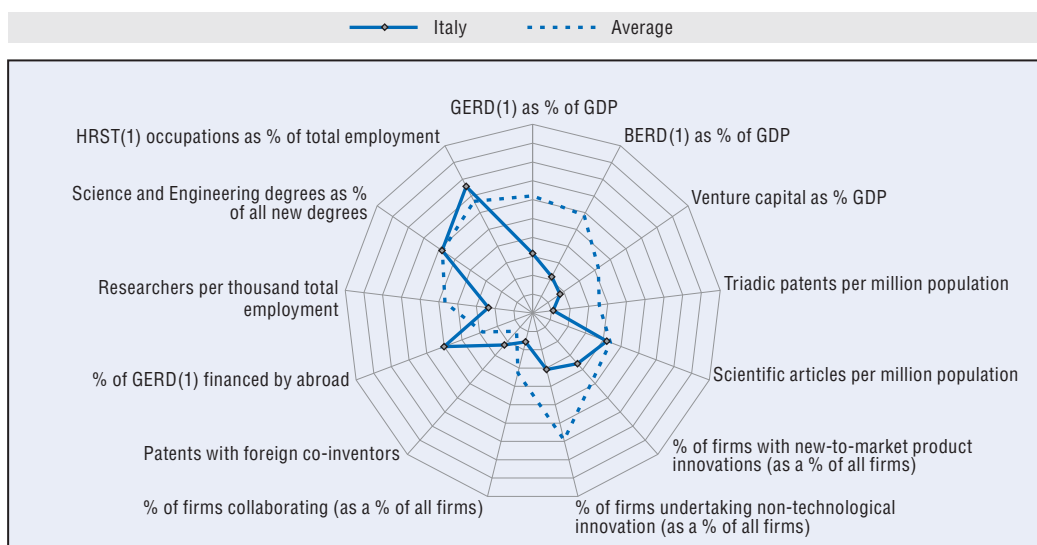 Italy
Average
GERD(1) as % of GDP
HRST(1) occupations as % of total employment
BERD(1) as % of GDP
Science and Engineering degrees as %
of all new degrees
Venture capital as % GDP
Researchers per thousand total
employment
Triadic patents per million population
% of GERD(1) financed by abroad
Scientific articles per million population
Patents with foreign co-inventors
% of firms with new-to-market product
innovations (as a % of all firms)
% of firms collaborating (as a % of all firms)
% of firms undertaking non-technological
innovation (as a % of all firms)